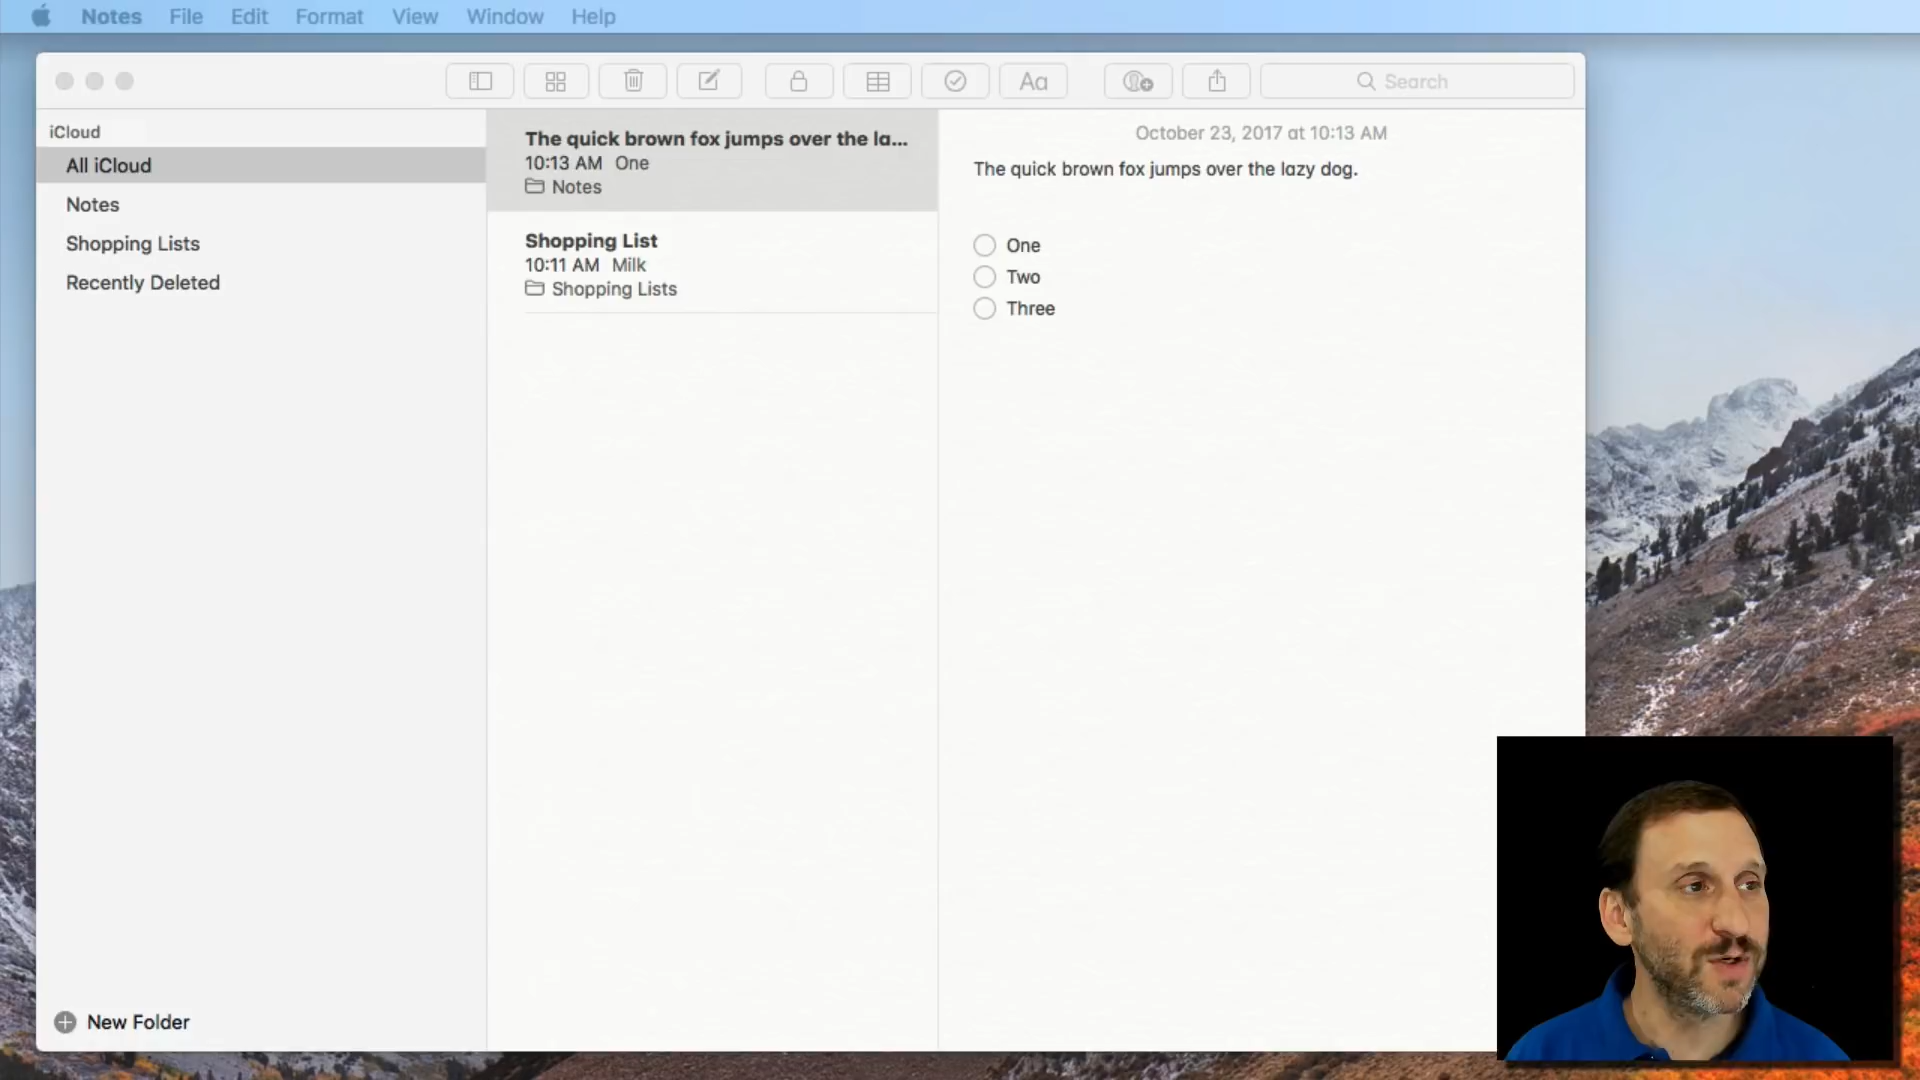 Notes File Edit Format View Window Help
Aa
Search
iCloud
All iCloud
Notes
Shopping Lists
Recently Deleted
New Folder
The quick brown fox jumps over the la...
10:13 AM One
Notes
Shopping List
10:11 AM Milk
Shopping Lists
October 23, 2017 at 10:13 AM
The quick brown fox jumps over the lazy dog.
One
Two
Three